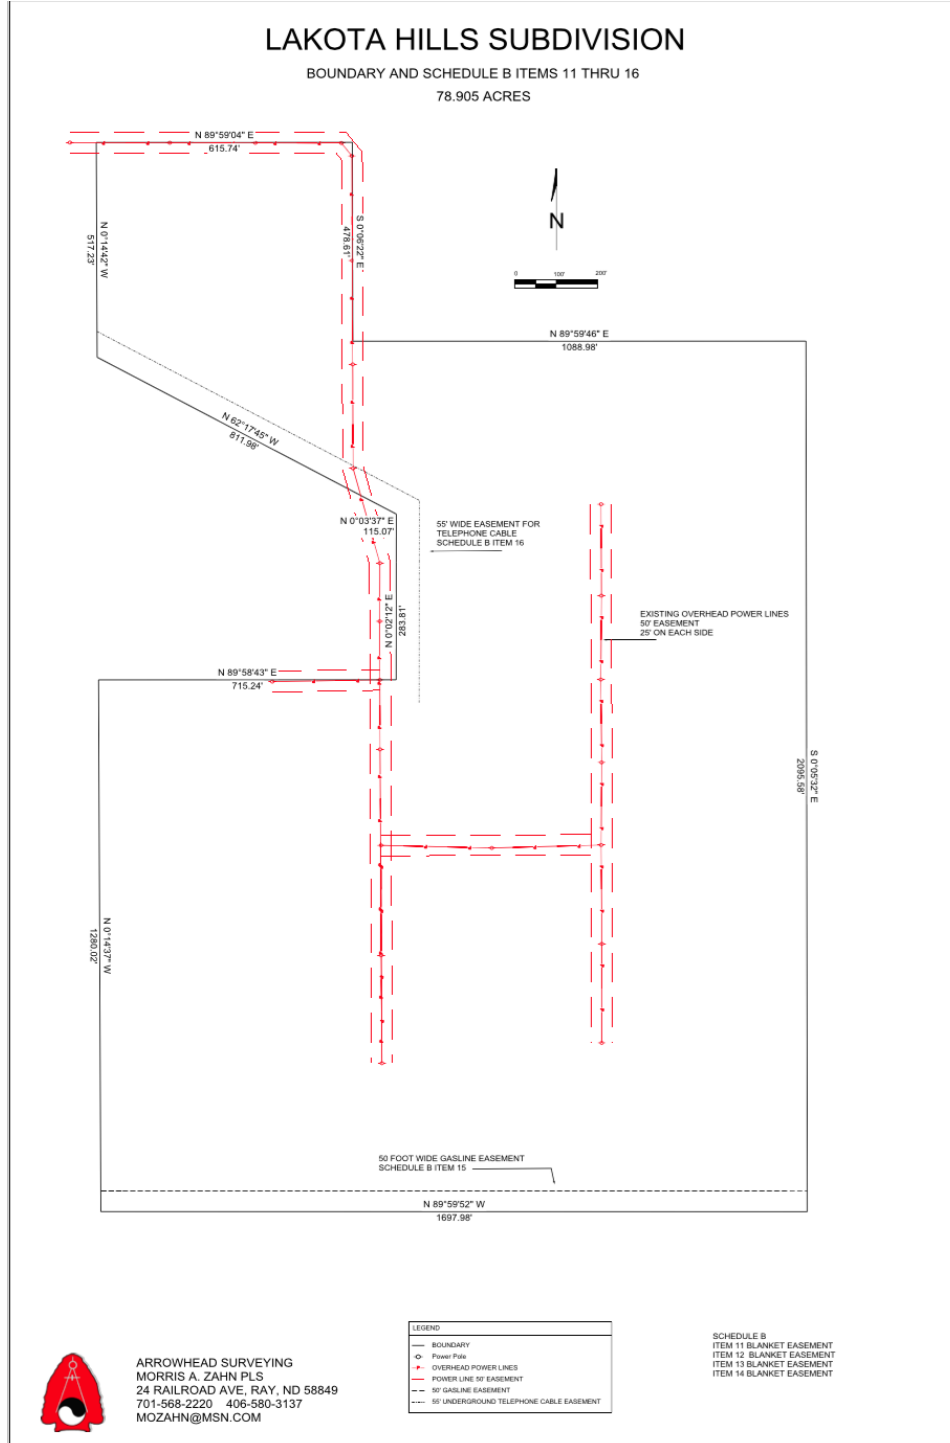 LAKOTA HILLS SUBDIVISION
BOUNDARY AND SCHEDULE B ITEMS 11 THRU 16
78.905 ACRES
N 89°59'04" E
615.74'
N 0°14'42" W
517.23'
S 0°06'22" E
478.61'
N
0 100' 200'
N 89°59'46" E
1088.98'
N 62°17'45" W
811.98'
N 0°03'37" E
115.07'
55' WIDE EASEMENT FOR
TELEPHONE CABLE
SCHEDULE B ITEM 16
N 0°02'12" E
283.81'
EXISTING OVERHEAD POWER LINES
50' EASEMENT
25' ON EACH SIDE
N 89°58'43" E
715.24'
S 0°05'32" E
2095.58'
N 0°14'37" W
1280.02'
50 FOOT WIDE GASLINE EASEMENT
SCHEDULE B ITEM 15
N 89°59'52" W
1697.98'
LEGEND
BOUNDARY
Power Pole
OVERHEAD POWER LINES
POWER LINE 50' EASEMENT
50' GASLINE EASEMENT
55' UNDERGROUND TELEPHONE CABLE EASEMENT
SCHEDULE B
ITEM 11 BLANKET EASEMENT
ITEM 12 BLANKET EASEMENT
ITEM 13 BLANKET EASEMENT
ITEM 14 BLANKET EASEMENT
ARROWHEAD SURVEYING
MORRIS A. ZAHN PLS
24 RAILROAD AVE, RAY, ND 58849
701-568-2220 406-580-3137
MOZAHN@MSN.COM